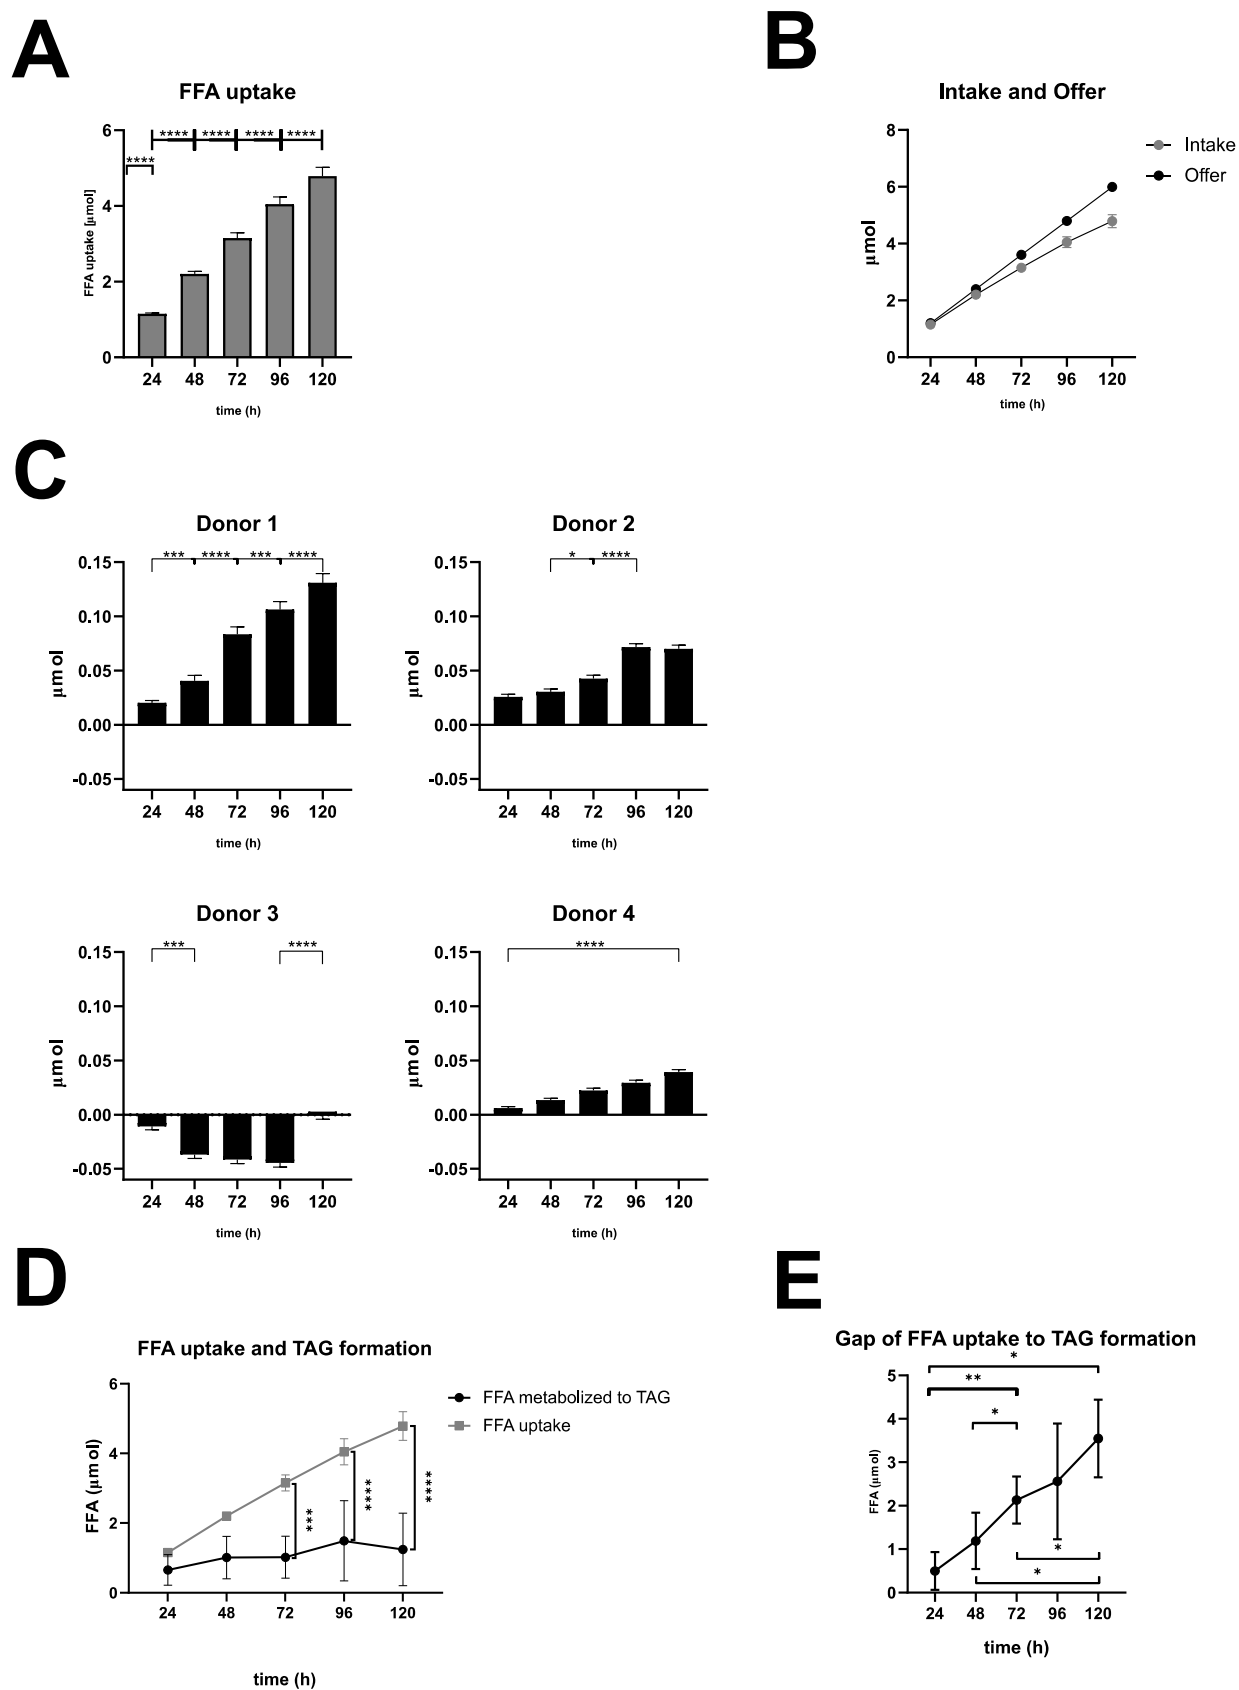 A
FFA uptake
FFA uptake [µmol]
6
4
2
0
**** **** **** ****
****
24 48 72 96 120
time (h)
B
Intake and Offer
µmol
8
6
4
2
0
24 48 72 96 120
time (h)
Intake
Offer
C
Donor 1
µmol
0.15
0.10
0.05
0.00
-0.05
*** **** *** ****
24 48 72 96 120
time (h)
Donor 2
µmol
0.15
0.10
0.05
0.00
-0.05
* ****
24 48 72 96 120
time (h)
Donor 3
µmol
0.15
0.10
0.05
0.00
-0.05
*** ****
24 48 72 96 120
time (h)
Donor 4
µmol
0.15
0.10
0.05
0.00
-0.05
****
24 48 72 96 120
time (h)
D
FFA uptake and TAG formation
FFA (µmol)
6
4
2
0
*** **** ****
24 48 72 96 120
time (h)
FFA metabolized to TAG
FFA uptake
E
Gap of FFA uptake to TAG formation
FFA (µmol)
5
4
3
2
1
0
*
**
*
*
*
24 48 72 96 120
time (h)